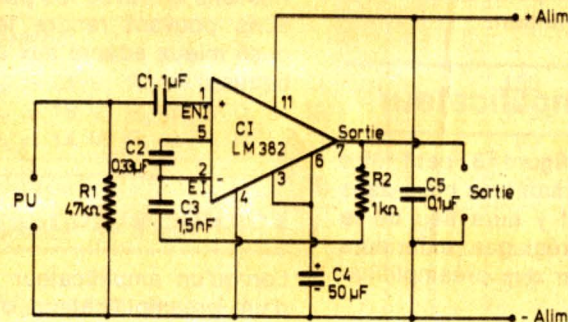 + Alim
C1, 1µF
1
+
11
ENI
5
CI
LM 382
Sortie
7
C2
0,33µF
2
-
EI
6
3
4
PU
R1
47kΩ
C3
1,5nF
R2
1kΩ
C5
0,1µF
Sortie
+
C4
-
50µF
- Alim